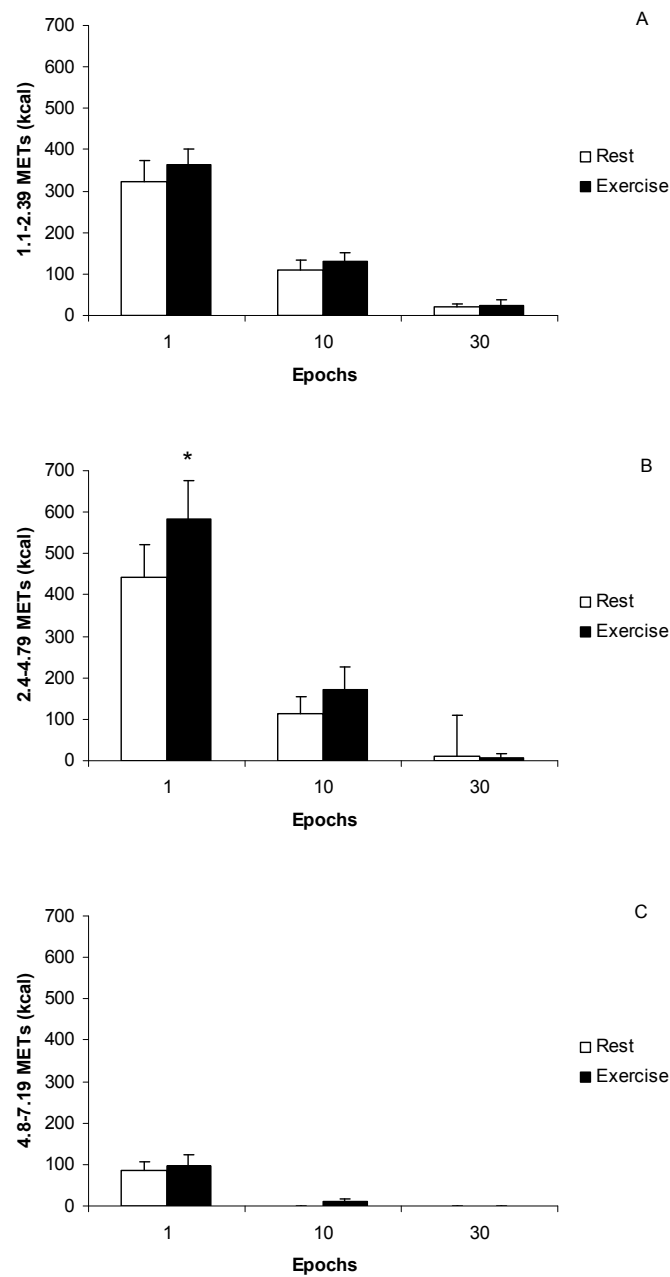 A
1.1-2.39 METs (kcal)
700
600
500
400
300
200
100
0
1 10 30
Epochs
Rest
Exercise
B
*
2.4-4.79 METs (kcal)
700
600
500
400
300
200
100
0
1 10 30
Epochs
Rest
Exercise
C
4.8-7.19 METs (kcal)
700
600
500
400
300
200
100
0
1 10 30
Epochs
Rest
Exercise